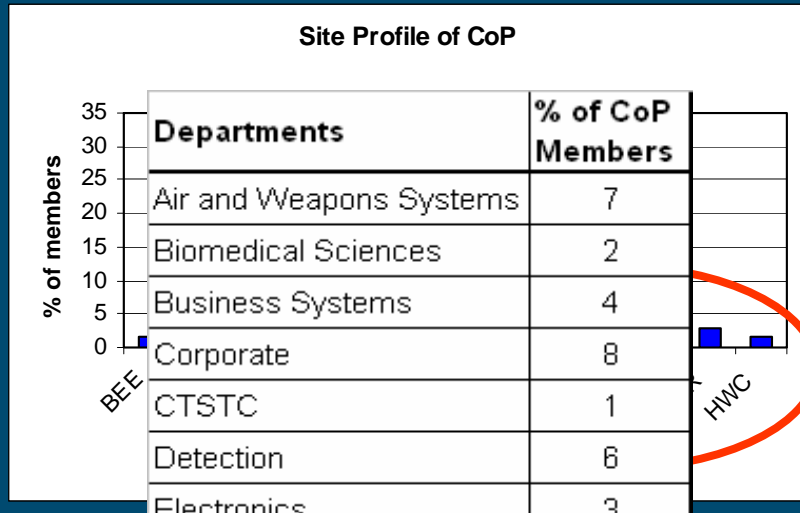 Site Profile of CoP
% of members
35
30
25
20
15
10
5
0
BEE
HWC
Departments % of CoP Members
Air and Weapons Systems 7
Biomedical Sciences 2
Business Systems 4
Corporate 8
CTSTC 1
Detection 6
Electronics 3